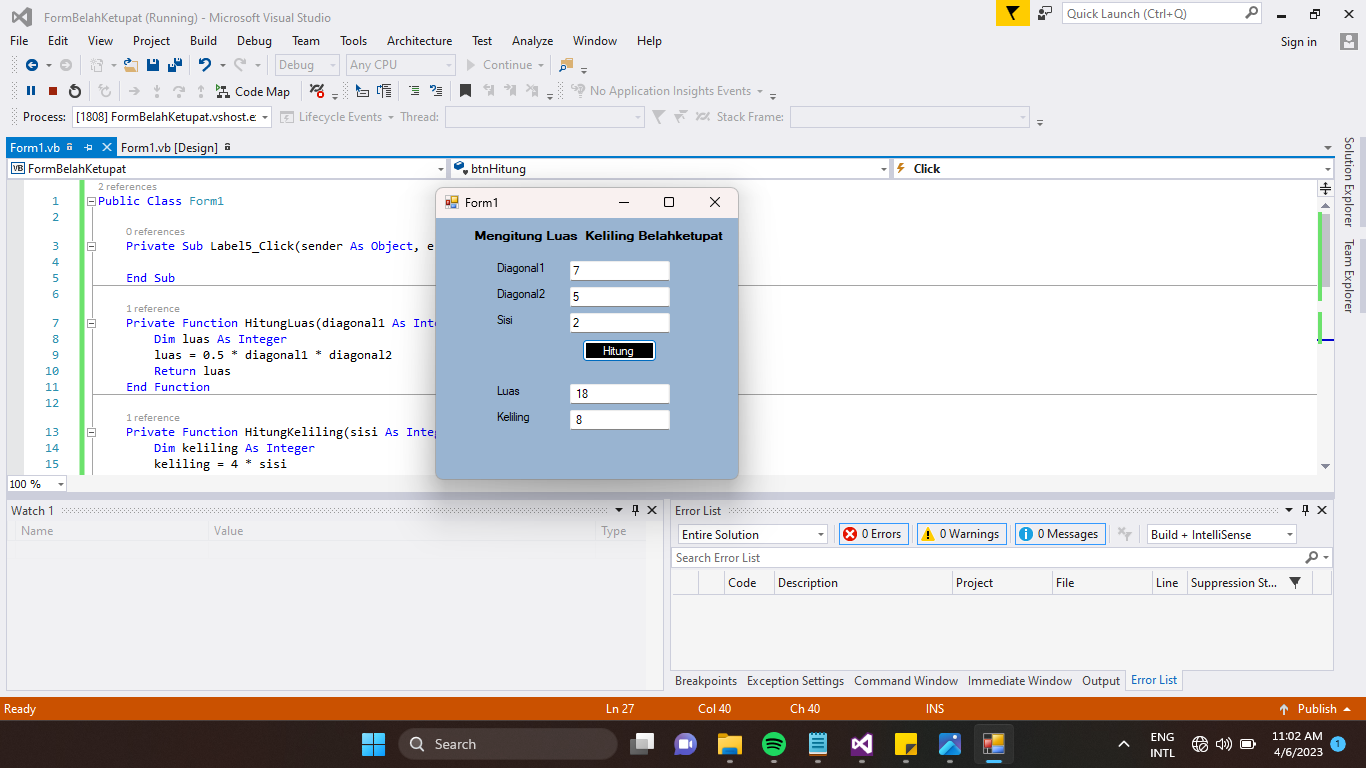 FormBelahKetupat (Running) - Microsoft Visual Studio
Quick Launch (Ctrl+Q)
File Edit View Project Build Debug Team Tools Architecture Test Analyze Window Help
Sign in
Debug Any CPU Continue
Code Map No Application Insights Events
Process: [1808] FormBelahKetupat.vshost.e Lifecycle Events Thread: Stack Frame:
Form1.vb Form1.vb [Design]
VB FormBelahKetupat btnHitung Click
2 references
1 Public Class Form1
2
0 references
3 Private Sub Label5_Click(sender As Object, e
4
5 End Sub
6
1 reference
7 Private Function HitungLuas(diagonal1 As Inte
8 Dim luas As Integer
9 luas = 0.5 * diagonal1 * diagonal2
10 Return luas
11 End Function
12
1 reference
13 Private Function HitungKeliling(sisi As Integ
14 Dim keliling As Integer
15 keliling = 4 * sisi
100 %
Form1
Mengitung Luas Keliling Belahketupat
Diagonal1 7
Diagonal2 5
Sisi 2
Hitung
Luas 18
Keliling 8
Solution Explorer
Team Explorer
Watch 1
Name Value Type
Error List
Entire Solution 0 Errors 0 Warnings 0 Messages Build + IntelliSense
Search Error List
Code Description Project File Line Suppression St...
Breakpoints Exception Settings Command Window Immediate Window Output Error List
Ready Ln 27 Col 40 Ch 40 INS Publish
Search
ENG
INTL
11:02 AM
4/6/2023
1